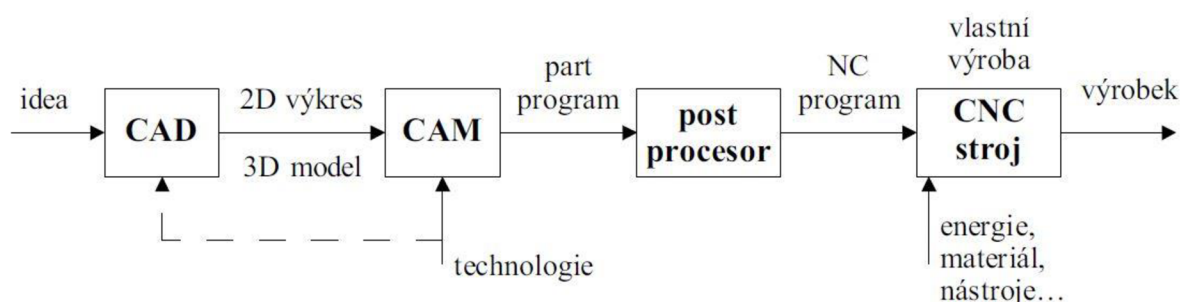 idea
CAD
2D výkres
3D model
CAM
part
program
post
procesor
NC
program
vlastní
výroba
CNC
stroj
výrobek
technologie
energie,
materiál,
nástroje…